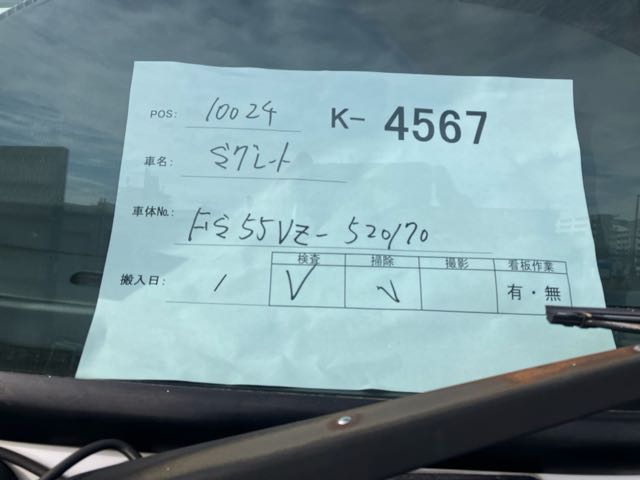 POS: 10024 K-4567
車名: ミグレート
車体No.: FS55VZ-520170
検査 掃除 撮影 看板作業
搬入日: / ✓ ✓ 有・無